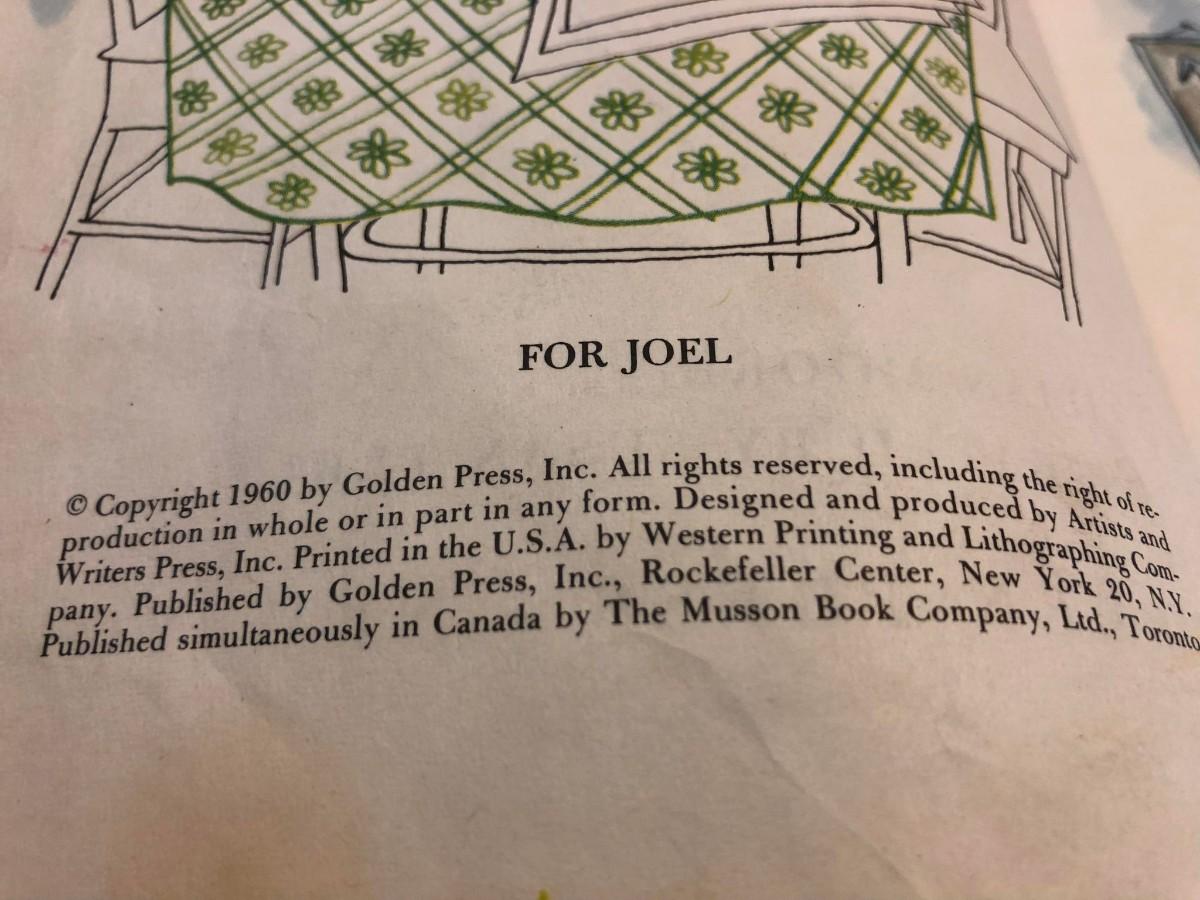 FOR JOEL
© Copyright 1960 by Golden Press, Inc. All rights reserved, including the right of re-
production in whole or in part in any form. Designed and produced by Artists and
Writers Press, Inc. Printed in the U.S.A. by Western Printing and Lithographing Com-
pany. Published by Golden Press, Inc., Rockefeller Center, New York 20, N.Y.
Published simultaneously in Canada by The Musson Book Company, Ltd., Toronto